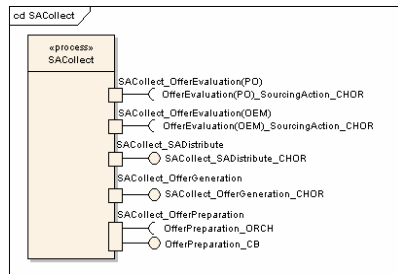 cd SACollect
«process»
SACollect
SACollect_OfferEvaluation(PO)
OfferEvaluation(PO)_SourcingAction_CHOR
SACollect_OfferEvaluation(OEM)
OfferEvaluation(OEM)_SourcingAction_CHOR
SACollect_SADistribute
SACollect_SADistribute_CHOR
SACollect_OfferGeneration
SACollect_OfferGeneration_CHOR
SACollect_OfferPreparation
OfferPreparation_ORCH
OfferPreparation_CB